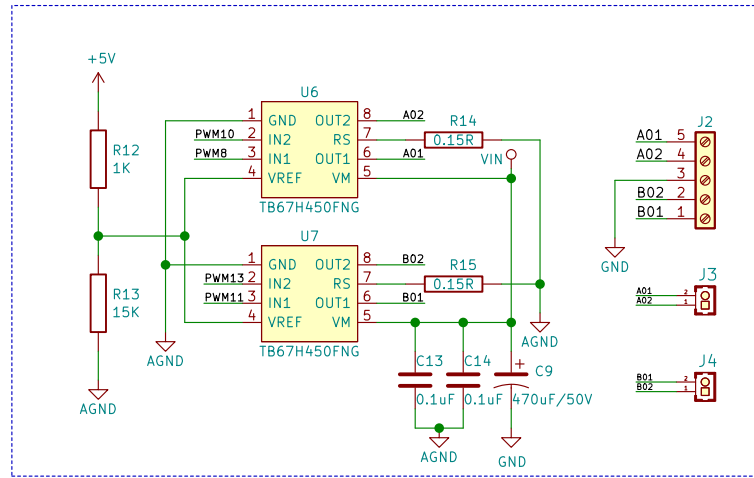 +5V
R12
1K
R13
15K
AGND
AGND
U6
1 GND OUT2 8 A02
PWM10 2 IN2 RS 7
PWM8 3 IN1 OUT1 6 A01
4 VREF VM 5
TB67H450FNG
R14
0.15R
VIN
U7
1 GND OUT2 8 B02
PWM13 2 IN2 RS 7
PWM11 3 IN1 OUT1 6 B01
4 VREF VM 5
TB67H450FNG
R15
0.15R
AGND
C13
0.1uF
C14
0.1uF
+
C9
470uF/50V
AGND
GND
J2
A01 5
A02 4
3
B02 2
B01 1
GND
J3
A01 2
A02 1
J4
B01 2
B02 1